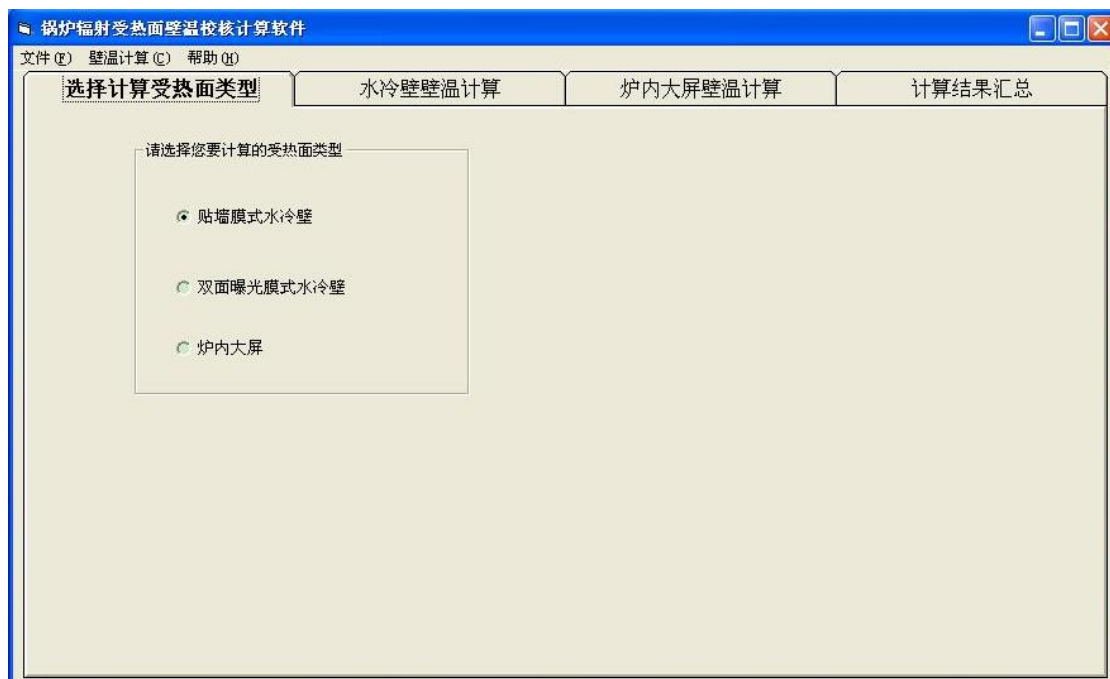 锅炉辐射受热面壁温校核计算软件
文件(F) 壁温计算(C) 帮助(H)
选择计算受热面类型 水冷壁壁温计算 炉内大屏壁温计算 计算结果汇总
请选择您要计算的受热面类型
贴墙膜式水冷壁
双面曝光膜式水冷壁
炉内大屏